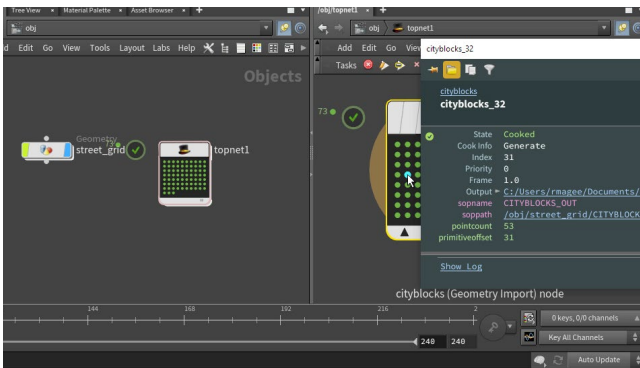 Tree View × Material Palette × Asset Browser × +
obj
d Edit Go View Tools Layout Labs Help
Objects
Geometry
street_grid
73
topnet1
/obj/topnet1 × +
obj topnet1
Add Edit Go View
Tasks
73
cityblocks_32
cityblocks
cityblocks_32
State Cooked
Cook Info Generate
Index 31
Priority 0
Frame 1.0
Output C:/Users/rmagee/Documents/
sopname CITYBLOCKS_OUT
soppath /obj/street_grid/CITYBLOCK
pointcount 53
primitiveoffset 31
Show Log
cityblocks (Geometry Import) node
144 168 192 216 2
240 240
0 keys, 0/0 channels
Key All Channels
Auto Update